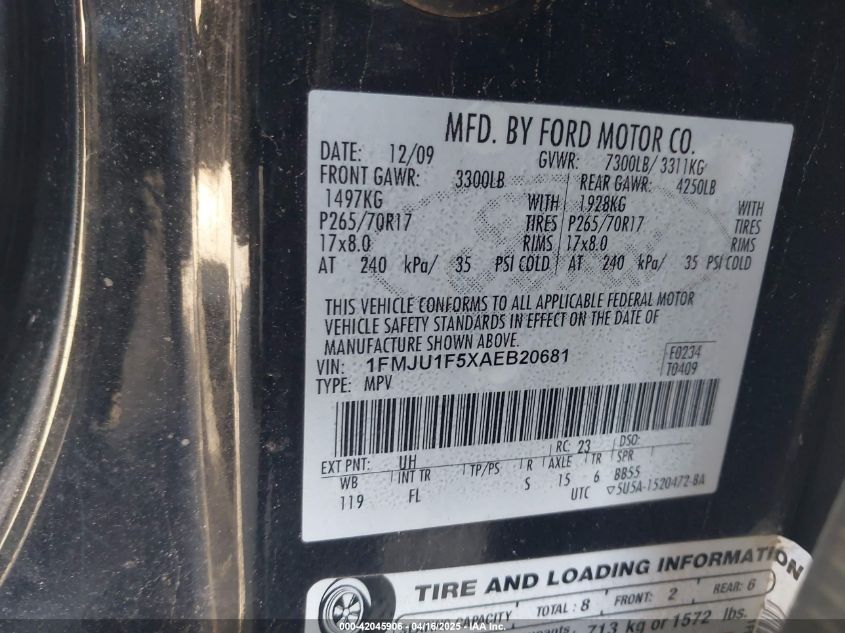 MFD. BY FORD MOTOR CO.
DATE: 12/09 GVWR: 7300LB/ 3311KG
FRONT GAWR: 3300LB REAR GAWR: 4250LB
1497KG WITH 1928KG WITH
P265/70R17 TIRES P265/70R17 TIRES
17x8.0 RIMS 17x8.0 RIMS
AT 240 kPa/ 35 PSI COLD AT 240 kPa/ 35 PSI COLD
THIS VEHICLE CONFORMS TO ALL APPLICABLE FEDERAL MOTOR
VEHICLE SAFETY STANDARDS IN EFFECT ON THE DATE OF
MANUFACTURE SHOWN ABOVE.
VIN: 1FMJU1F5XAEB20681 F0234
TYPE: MPV T0409
EXT PNT: UH RC: 23 DSO:
WB INT TR TP/PS R AXLE TR SPR
119 FL S 15 6 BB55
UTC ▽5U5A-1520472-BA
TIRE AND LOADING INFORMATION
CAPACITY TOTAL: 8 FRONT: 2 REAR: 6
713 kg or 1572 lbs.
000-42045906 - 04/16/2025 - IAAI.COM